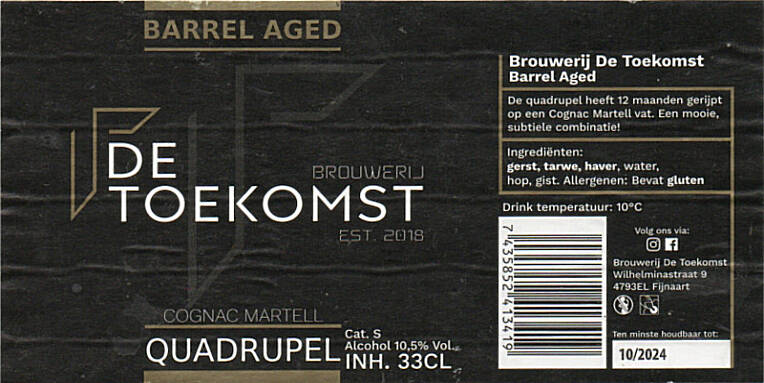 BARREL AGED
DE
BROUWERIJ
TOEKOMST
EST. 2018
COGNAC MARTELL
QUADRUPEL
Cat. S
Alcohol 10,5% Vol.
INH. 33CL
Brouwerij De Toekomst
Barrel Aged
De quadrupel heeft 12 maanden gerijpt
op een Cognac Martell vat. Een mooie,
subtiele combinatie!
Ingrediënten:
gerst, tarwe, haver, water,
hop, gist. Allergenen: Bevat gluten
Drink temperatuur: 10°C
7 435852 413419
Volg ons via:
Brouwerij De Toekomst
Wilhelminastraat 9
4793EL Fijnaart
Ten minste houdbaar tot:
10/2024